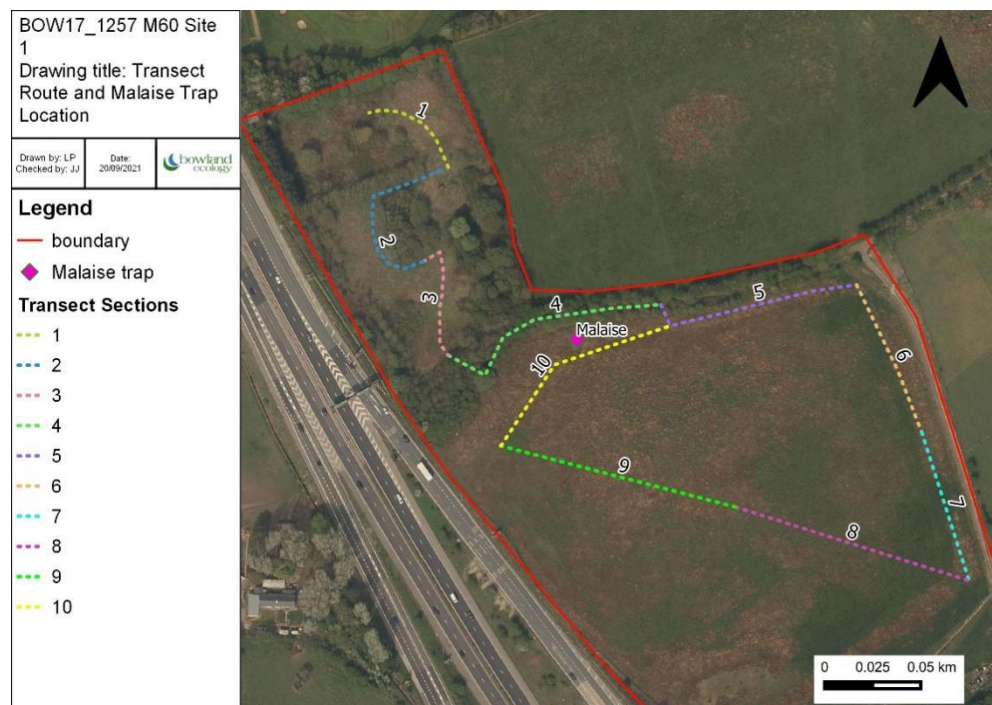 BOW17_1257 M60 Site
1
Drawing title: Transect
Route and Malaise Trap
Location
Drawn by: LP
Checked by: JJ
Date:
20/09/2021
bowland
ecology
Legend
boundary
Malaise trap
Transect Sections
1
2
3
4
5
6
7
8
9
10
1
2
3
4
5
Malaise
6
10
9
7
8
0 0.025 0.05 km